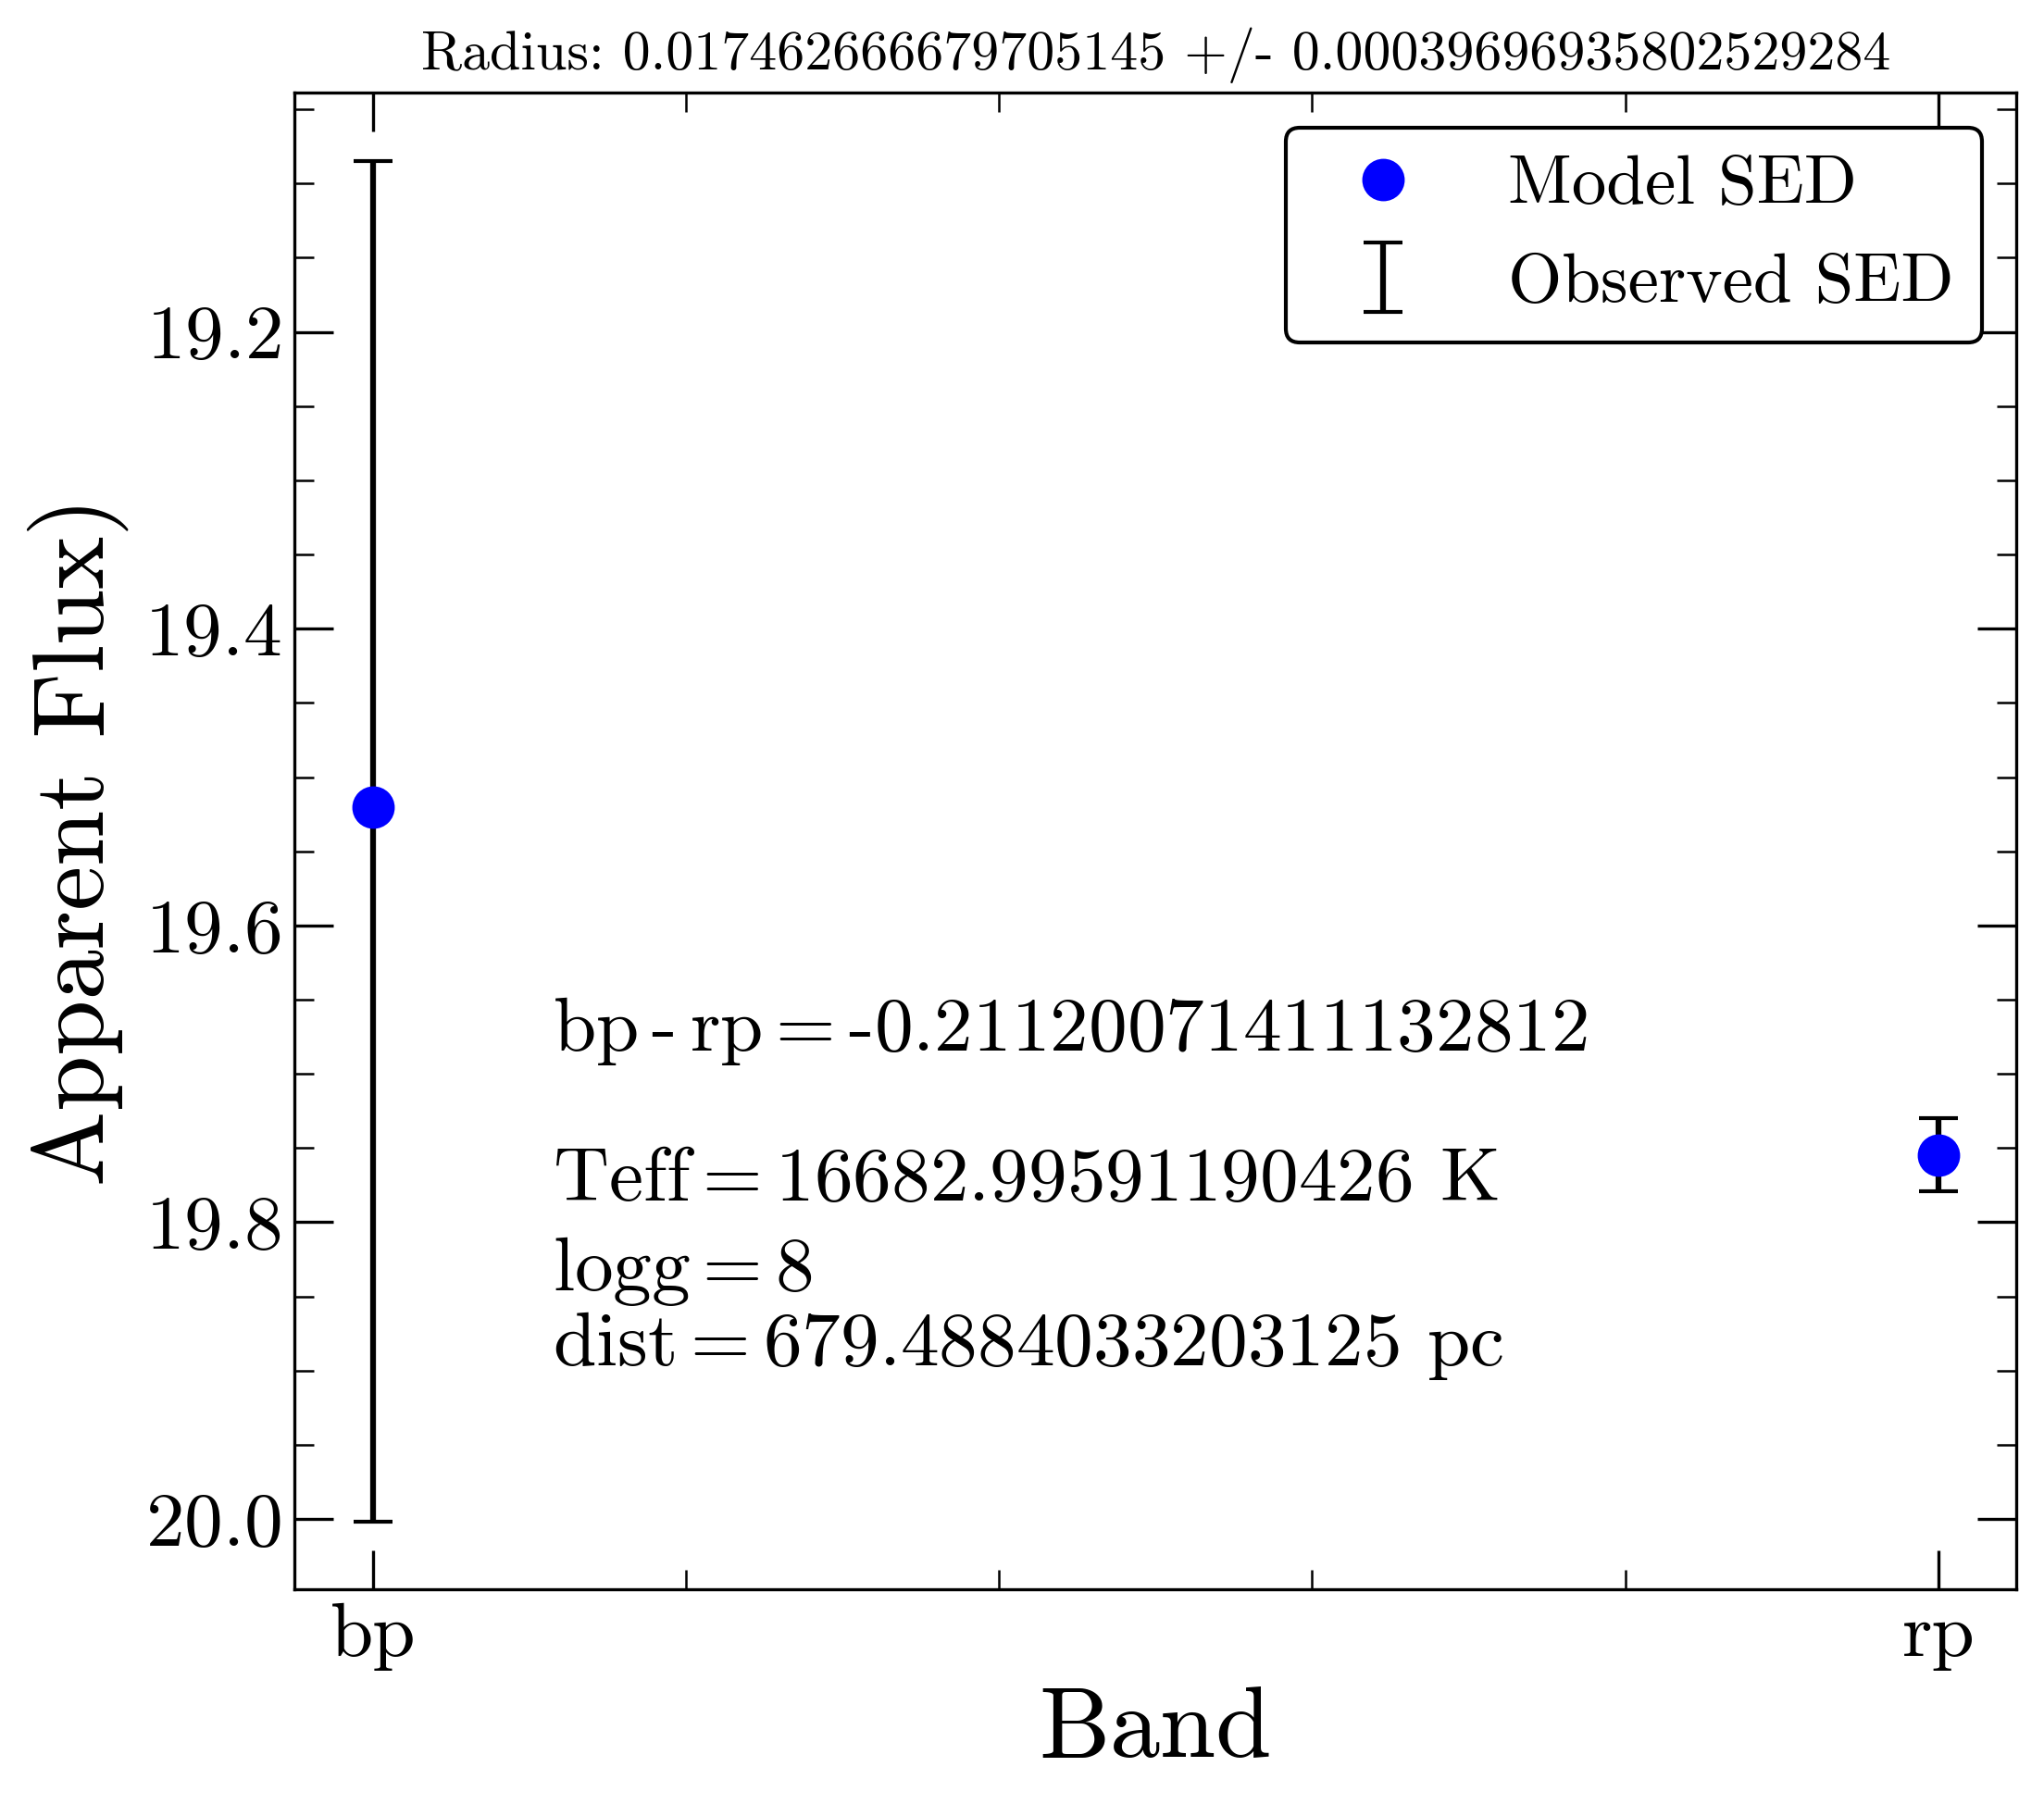 Radius: 0.017462666679705145 +/- 0.00039696935802529284
Model SED
Observed SED
Apparent Flux)
19.2
19.4
19.6
19.8
20.0
bp - rp = -0.21120071411132812
Teff = 16682.99591190426 K
logg = 8
dist = 679.4884033203125 pc
bp
rp
Band